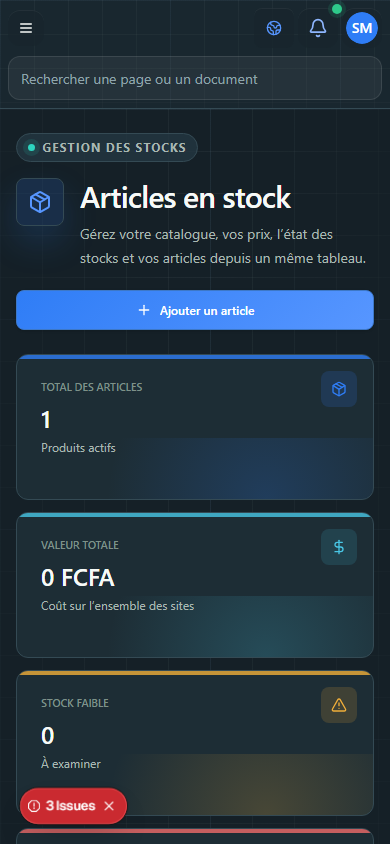 SM
Rechercher une page ou un document
GESTION DES STOCKS
Articles en stock
Gérez votre catalogue, vos prix, l’état des
stocks et vos articles depuis un même tableau.
Ajouter un article
TOTAL DES ARTICLES
1
Produits actifs
VALEUR TOTALE
0 FCFA
Coût sur l’ensemble des sites
STOCK FAIBLE
0
À examiner
3 Issues